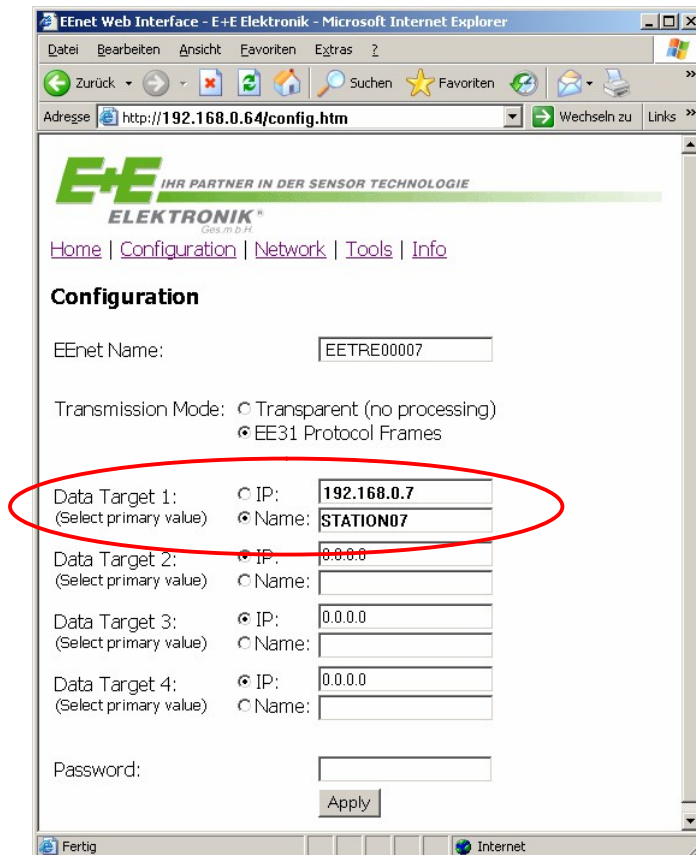 EEnet Web Interface - E+E Elektronik - Microsoft Internet Explorer
Datei Bearbeiten Ansicht Favoriten Extras ?
Zurück Suchen Favoriten »
Adresse http://192.168.0.64/config.htm Wechseln zu Links »
E+E IHR PARTNER IN DER SENSOR TECHNOLOGIE
ELEKTRONIK®
Ges.m.b.H.
Home | Configuration | Network | Tools | Info
Configuration
EEnet Name: EETRE00007
Transmission Mode: Transparent (no processing)
EE31 Protocol Frames
Data Target 1: IP: 192.168.0.7
(Select primary value) Name: STATION07
Data Target 2: IP: 0.0.0.0
(Select primary value) Name:
Data Target 3: IP: 0.0.0.0
(Select primary value) Name:
Data Target 4: IP: 0.0.0.0
(Select primary value) Name:
Password:
Apply
Fertig Internet